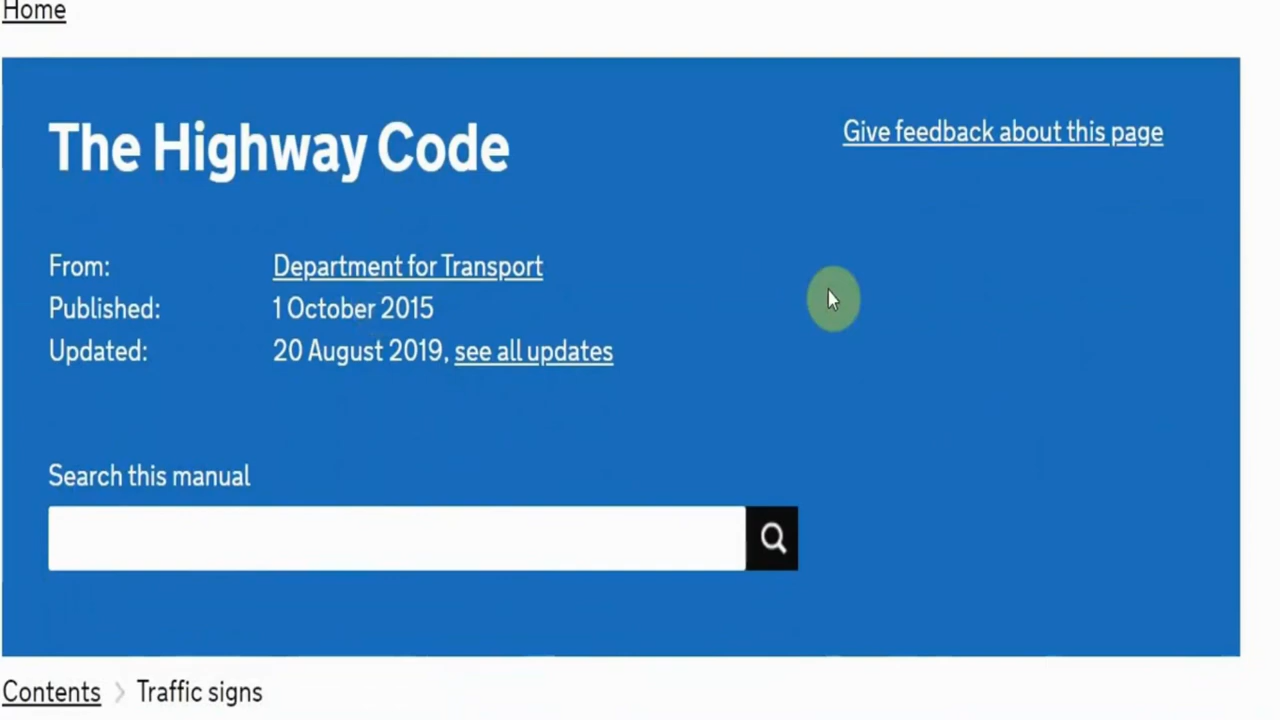 Home
The Highway Code
Give feedback about this page
From: Department for Transport
Published: 1 October 2015
Updated: 20 August 2019, see all updates
Search this manual
Contents > Traffic signs